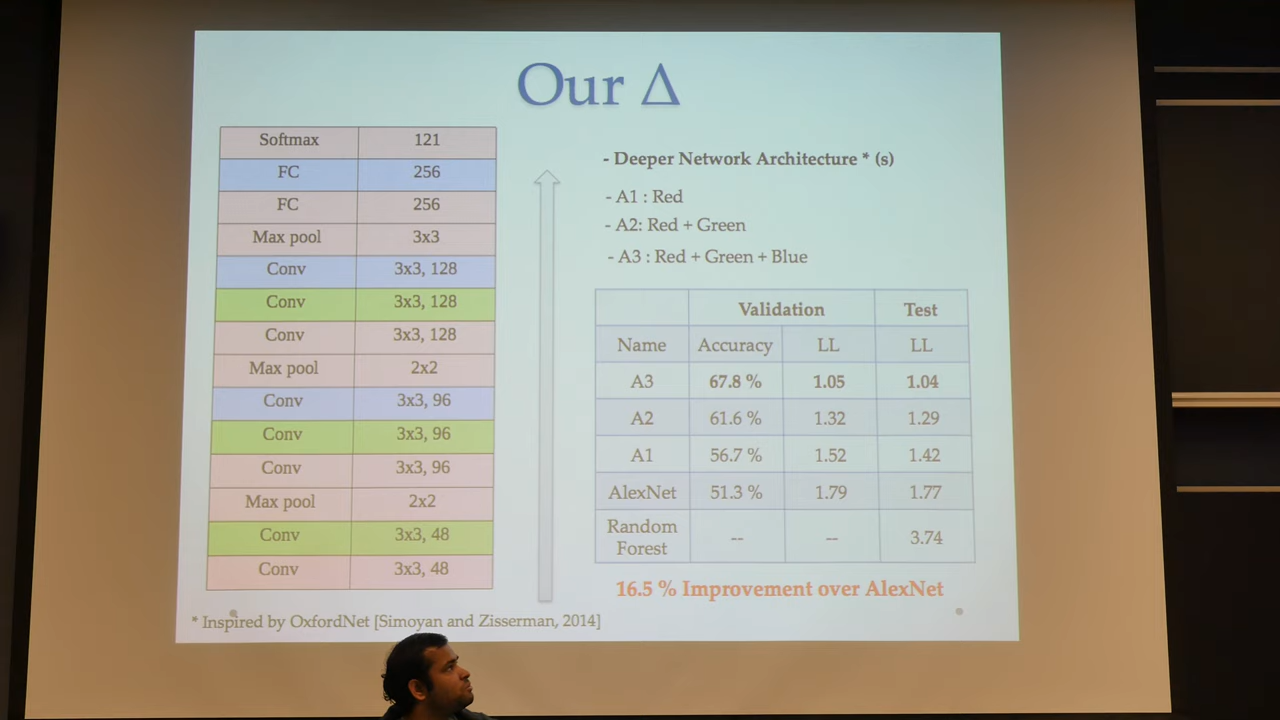 Our Δ
Softmax 121
FC 256
FC 256
Max pool 3x3
Conv 3x3, 128
Conv 3x3, 128
Conv 3x3, 128
Max pool 2x2
Conv 3x3, 96
Conv 3x3, 96
Conv 3x3, 96
Max pool 2x2
Conv 3x3, 48
Conv 3x3, 48
* Inspired by OxfordNet [Simoyan and Zisserman, 2014]
- Deeper Network Architecture * (s)
- A1 : Red
- A2: Red + Green
- A3 : Red + Green + Blue
Validation Test
Name Accuracy LL LL
A3 67.8 % 1.05 1.04
A2 61.6 % 1.32 1.29
A1 56.7 % 1.52 1.42
AlexNet 51.3 % 1.79 1.77
Random
Forest -- -- 3.74
16.5 % Improvement over AlexNet